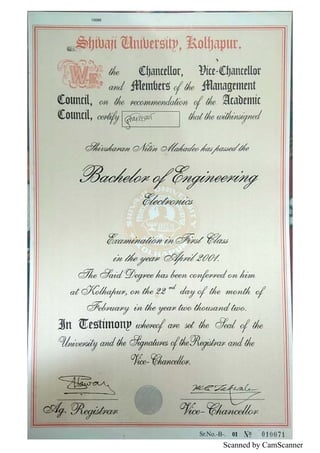 Shivaji University, Kolhapur.
We, the Chancellor, Vice-Chancellor
and Members of the Management
Council, on the recommendation of the Academic
Council, certify that the withinsigned
Shivsharan Nitin Mahadeo has passed the
Bachelor of Engineering
Electronics
Examination in First Class
in the year April 2001.
The Said Degree has been conferred on him
at Kolhapur, on the 22nd day of the month of
February in the year two thousand two.
In Testimony whereof are set the Seal of the
University and the Signatures of the Registrar and the
Vice-Chancellor.
Ag. Registrar Vice-Chancellor
Sr.No.-B-. 01 Nº 010071
Scanned by CamScanner